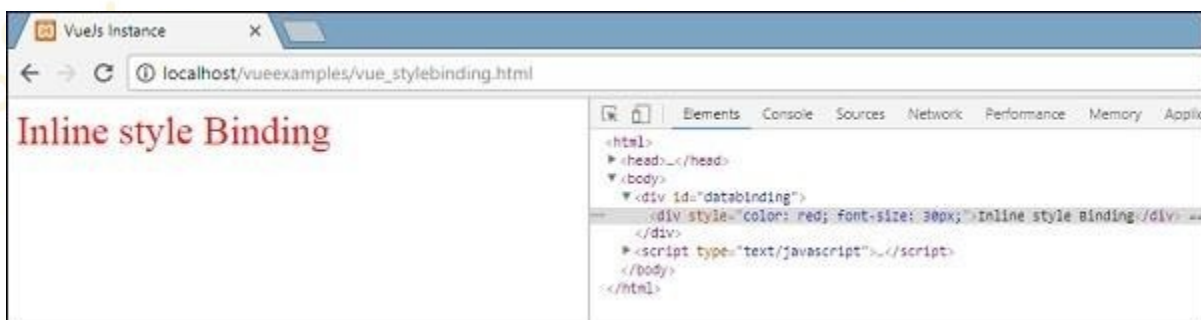 VueJs Instance
localhost/vueexamples/vue_stylebinding.html
Inline style Binding
Elements Console Sources Network Performance Memory Applic
<html>
<head>…</head>
<body>
<div id="databinding">
<div style="color: red; font-size: 30px;">Inline style Binding</div> ==
</div>
<script type="text/javascript">…</script>
</body>
</html>